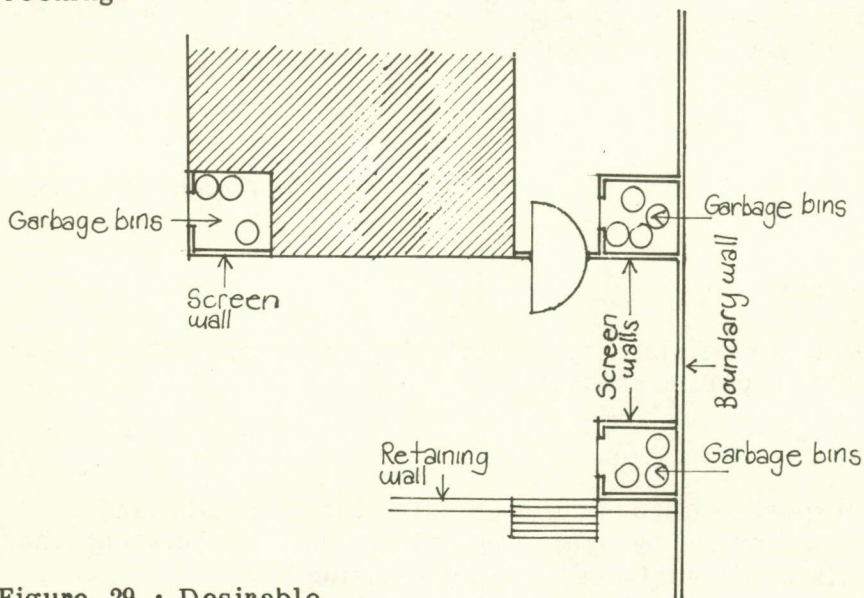 Garbage bins
Garbage bins
Screen
wall
Screen
walls
Boundary wall
Retaining
wall
Garbage bins
Figure 29 : Desirable